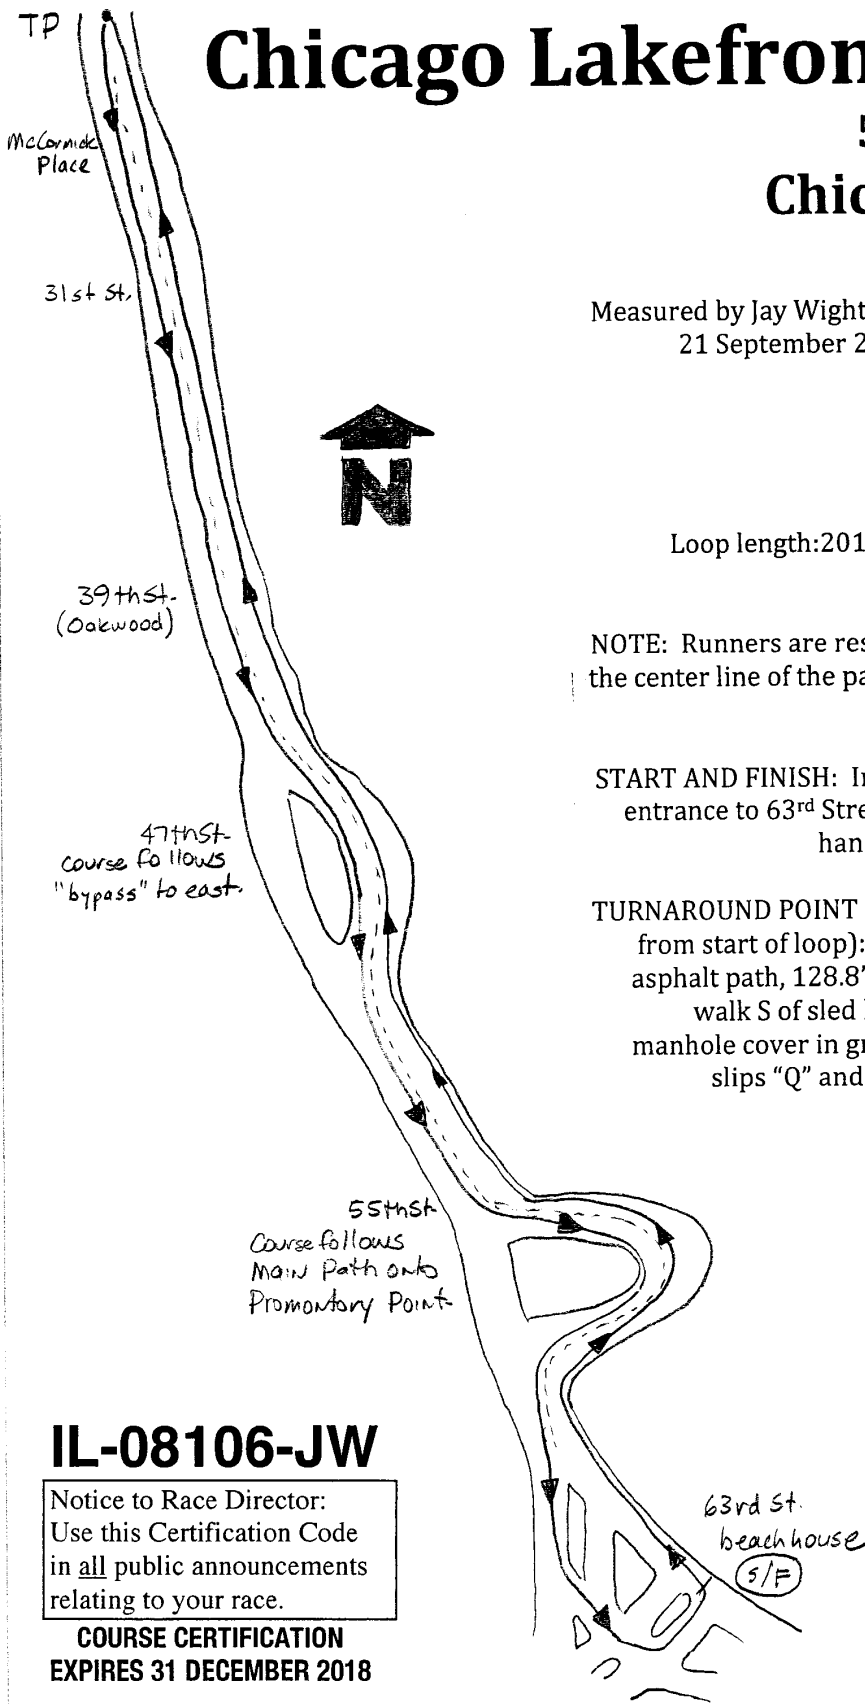 TP
Chicago Lakefron
5
Chic
McCormick
Place
31st St.
Measured by Jay Wight
21 September 2
N
Loop length:201
39th St.
(Oakwood)
NOTE: Runners are res
the center line of the pa
START AND FINISH: In
entrance to 63rd Stre
han
47th St.
course follows
"bypass" to east.
TURNAROUND POINT
from start of loop):
asphalt path, 128.8'
walk S of sled
manhole cover in gr
slips "Q" and
55th St
Course follows
Main Path onto
Promontory Point
IL-08106-JW
Notice to Race Director:
Use this Certification Code
in all public announcements
relating to your race.
COURSE CERTIFICATION
EXPIRES 31 DECEMBER 2018
63rd St.
beach house
S/F